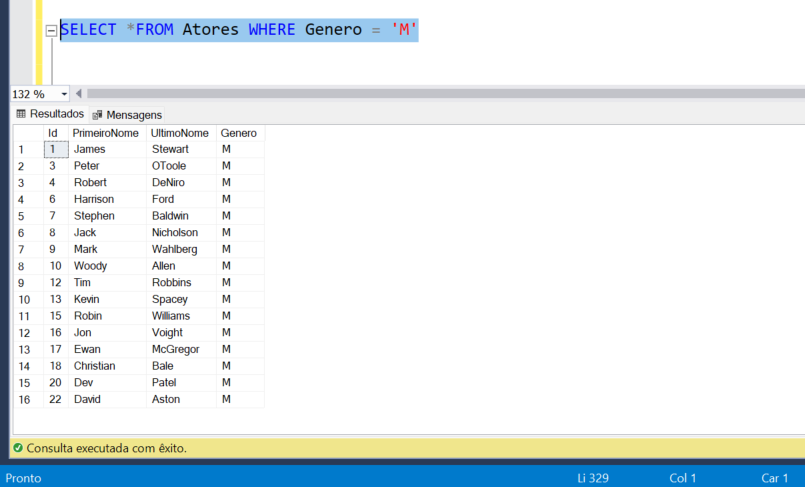 SELECT *FROM Atores WHERE Genero = 'M'
132 %
Resultados Mensagens
Id PrimeiroNome UltimoNome Genero
1 1 James Stewart M
2 3 Peter OToole M
3 4 Robert DeNiro M
4 6 Harrison Ford M
5 7 Stephen Baldwin M
6 8 Jack Nicholson M
7 9 Mark Wahlberg M
8 10 Woody Allen M
9 12 Tim Robbins M
10 13 Kevin Spacey M
11 15 Robin Williams M
12 16 Jon Voight M
13 17 Ewan McGregor M
14 18 Christian Bale M
15 20 Dev Patel M
16 22 David Aston M
Consulta executada com êxito.
Pronto Li 329 Col 1 Car 1